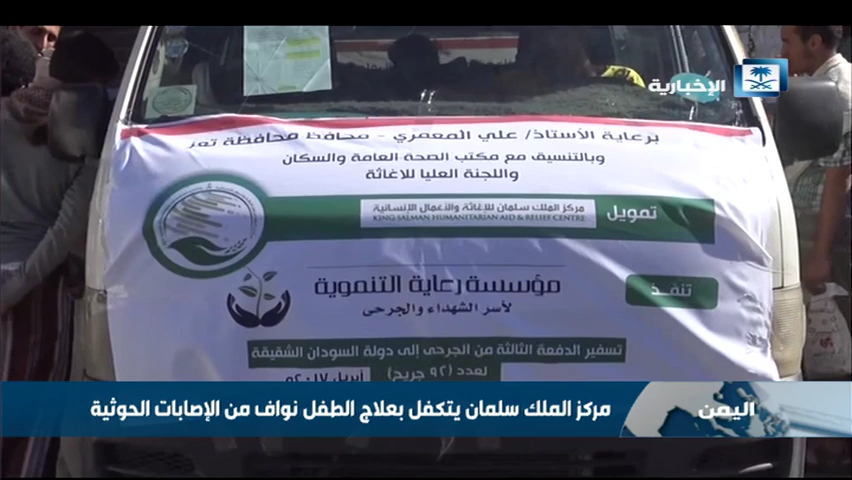 الإخبارية
برعاية الأستاذ/ علي المعمري - محافظ محافظة تعز
وبالتنسيق مع مكتب الصحة العامة والسكان
واللجنة العليا للإغاثة
تمويل
مركز الملك سلمان للإغاثة والأعمال الإنسانية
KING SALMAN HUMANITARIAN AID & RELIEF CENTRE
تنفذ
مؤسسة رعاية التنموية
لأسر الشهداء والجرحى
تسفير الدفعة الثالثة من الجرحى إلى دولة السودان الشقيقة
لعدد (٩٢ جريح) أبريل ٢٠١٧م
اليمن
مركز الملك سلمان يتكفل بعلاج الطفل نواف من الإصابات الحوثية